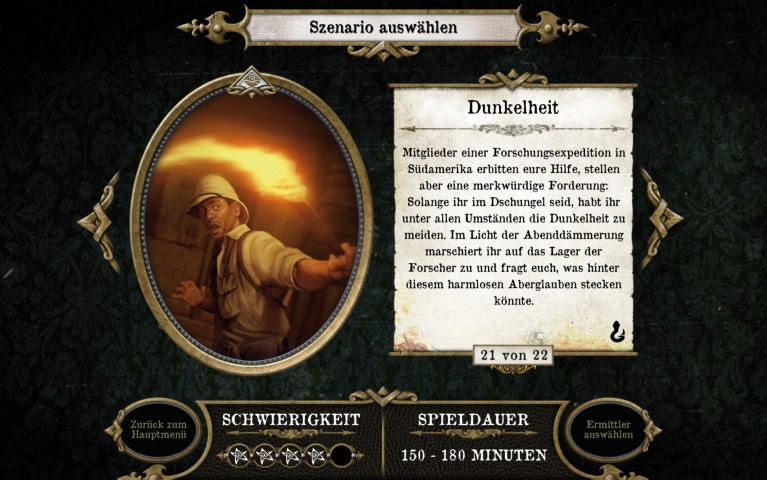 Szenario auswählen
Dunkelheit
Mitglieder einer Forschungsexpedition in
Südamerika erbitten eure Hilfe, stellen
aber eine merkwürdige Forderung:
Solange ihr im Dschungel seid, habt ihr
unter allen Umständen die Dunkelheit zu
meiden. Im Licht der Abenddämmerung
marschiert ihr auf das Lager der
Forscher zu und fragt euch, was hinter
diesem harmlosen Aberglauben stecken
könnte.
21 von 22
Zurück zum
Hauptmenü
SCHWIERIGKEIT
SPIELDAUER
150 - 180 MINUTEN
Ermittler
auswählen